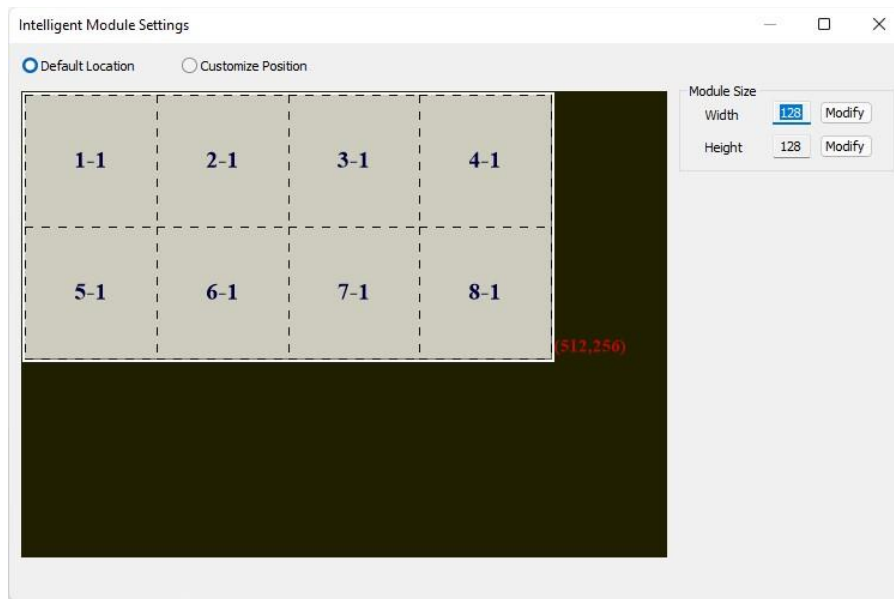 Intelligent Module Settings
Default Location Customize Position
Module Size
Width 128 Modify
Height 128 Modify
1-1 2-1 3-1 4-1
5-1 6-1 7-1 8-1
(512,256)